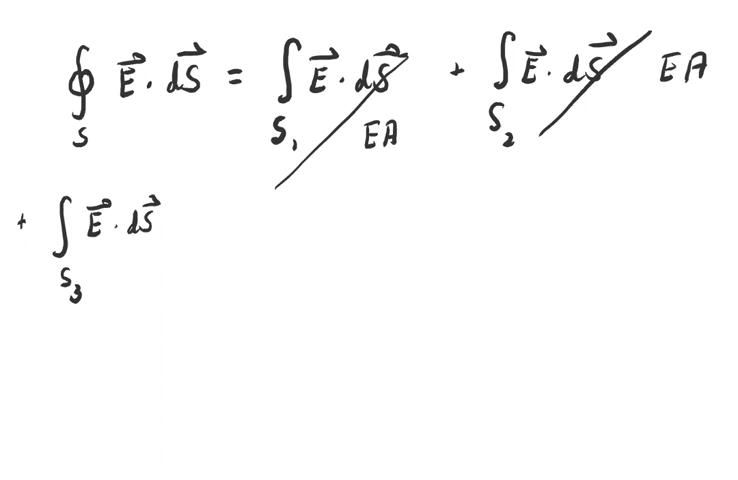 ∮_S E⃗ · dS⃗ = ∫_{S₁} E⃗ · dS⃗ EA + ∫_{S₂} E⃗ · dS⃗ EA
+ ∫_{S₃} E⃗ · dS⃗